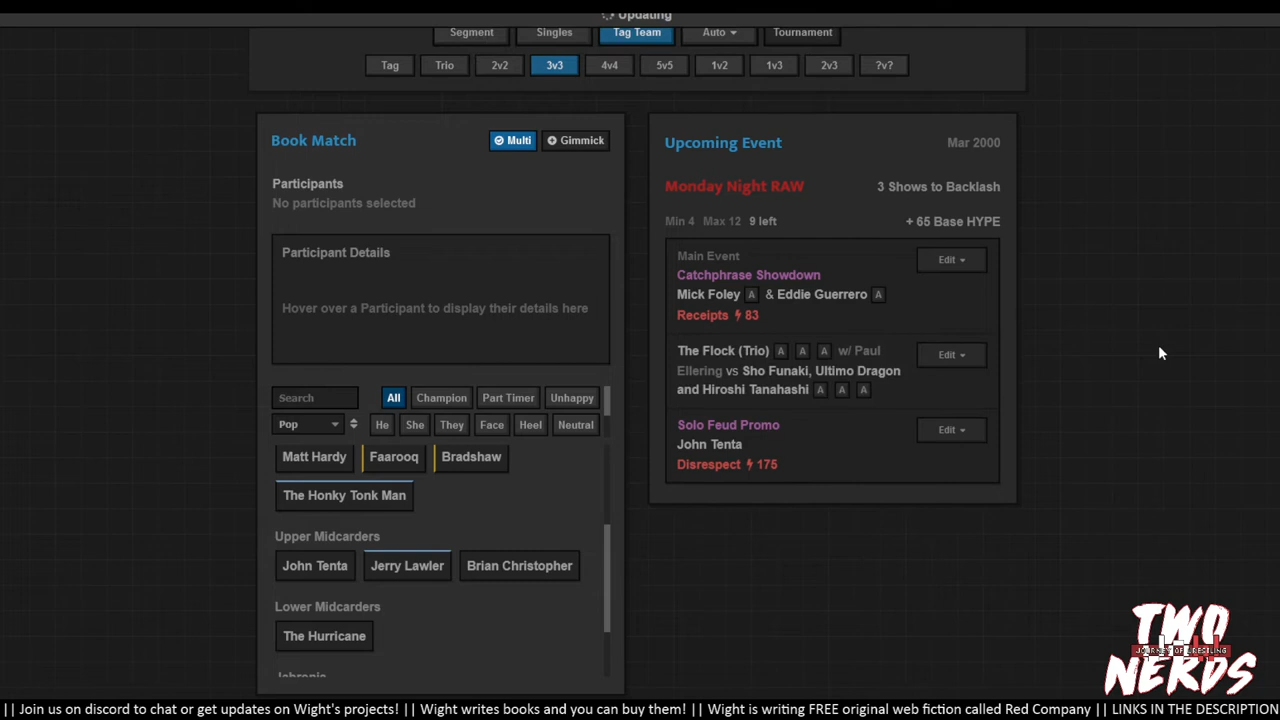 Updating
Segment Singles Tag Team Auto Tournament
Tag Trio 2v2 3v3 4v4 5v5 1v2 1v3 2v3 ?v?
Book Match Multi Gimmick
Participants
No participants selected
Participant Details
Hover over a Participant to display their details here
Search All Champion Part Timer Unhappy
Pop He She They Face Heel Neutral
Matt Hardy Faarooq Bradshaw
The Honky Tonk Man
Upper Midcarders
John Tenta Jerry Lawler Brian Christopher
Lower Midcarders
The Hurricane
Upcoming Event Mar 2000
Monday Night RAW 3 Shows to Backlash
Min 4 Max 12 9 left + 65 Base HYPE
Main Event Edit
Catchphrase Showdown
Mick Foley A & Eddie Guerrero A
Receipts 83
The Flock (Trio) A A A w/ Paul Edit
Ellering vs Sho Funaki, Ultimo Dragon
and Hiroshi Tanahashi A A A
Solo Feud Promo Edit
John Tenta
Disrespect 175
TWO
JOURNEY OF WRESTLING
NERDS
|| Join us on discord to chat or get updates on Wight's projects! || Wight writes books and you can buy them! || Wight is writing FREE original web fiction called Red Company || LINKS IN THE DESCRIPTION